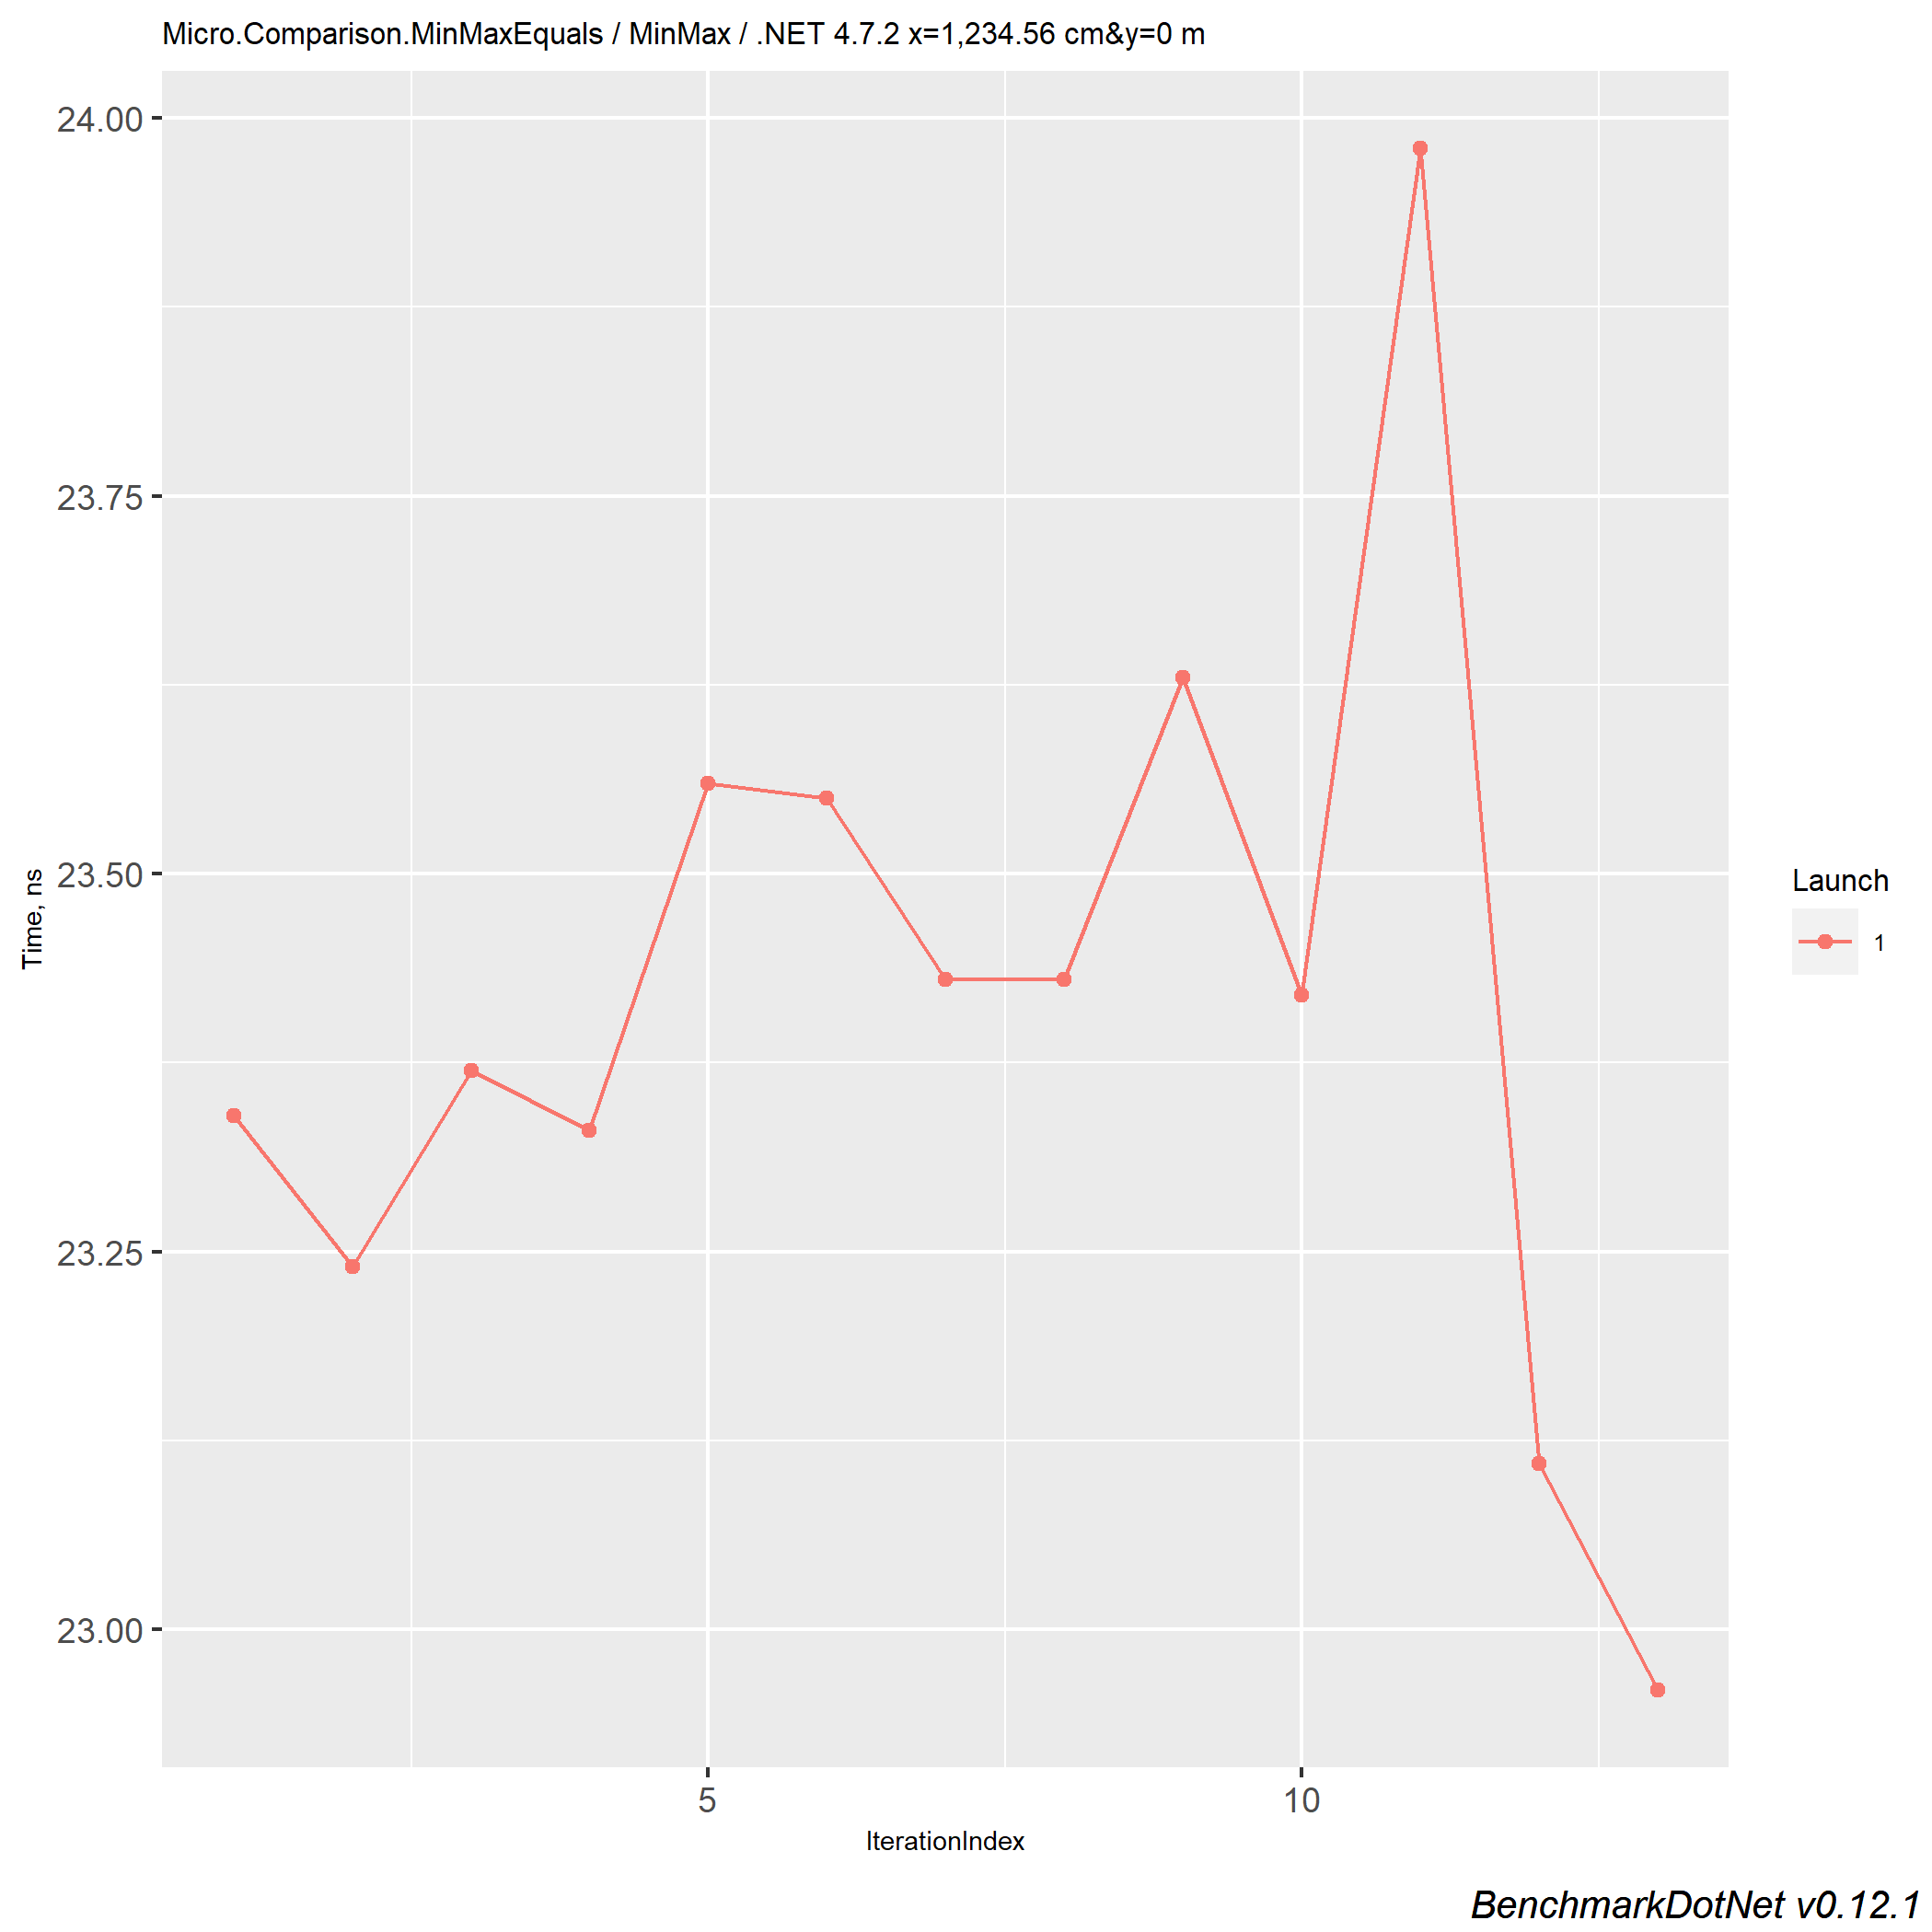 Micro.Comparison.MinMaxEquals / MinMax / .NET 4.7.2 x=1,234.56 cm&y=0 m
24.00
23.75
23.50
23.25
23.00
Time, ns
Launch
1
5
10
IterationIndex
BenchmarkDotNet v0.12.1